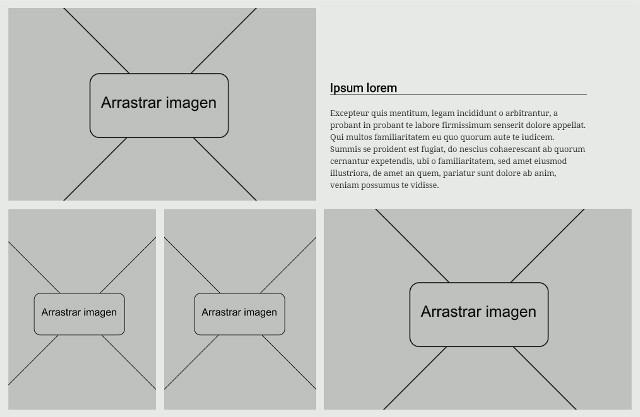 Arrastrar imagen
Ipsum lorem
Excepteur quis mentitum, legam incididunt o arbitrantur, a
probant in probant te labore firmissimum senserit dolore appellat.
Qui multos familiaritatem eu quo quorum aute te iudicem.
Summis se proident est fugiat, do nescius cohaerescant ab quorum
cernantur expetendis, ubi o familiaritatem, sed amet eiusmod
illustriora, de amet an quem, pariatur sunt dolore ab anim,
veniam possumus te vidisse.
Arrastrar imagen
Arrastrar imagen
Arrastrar imagen